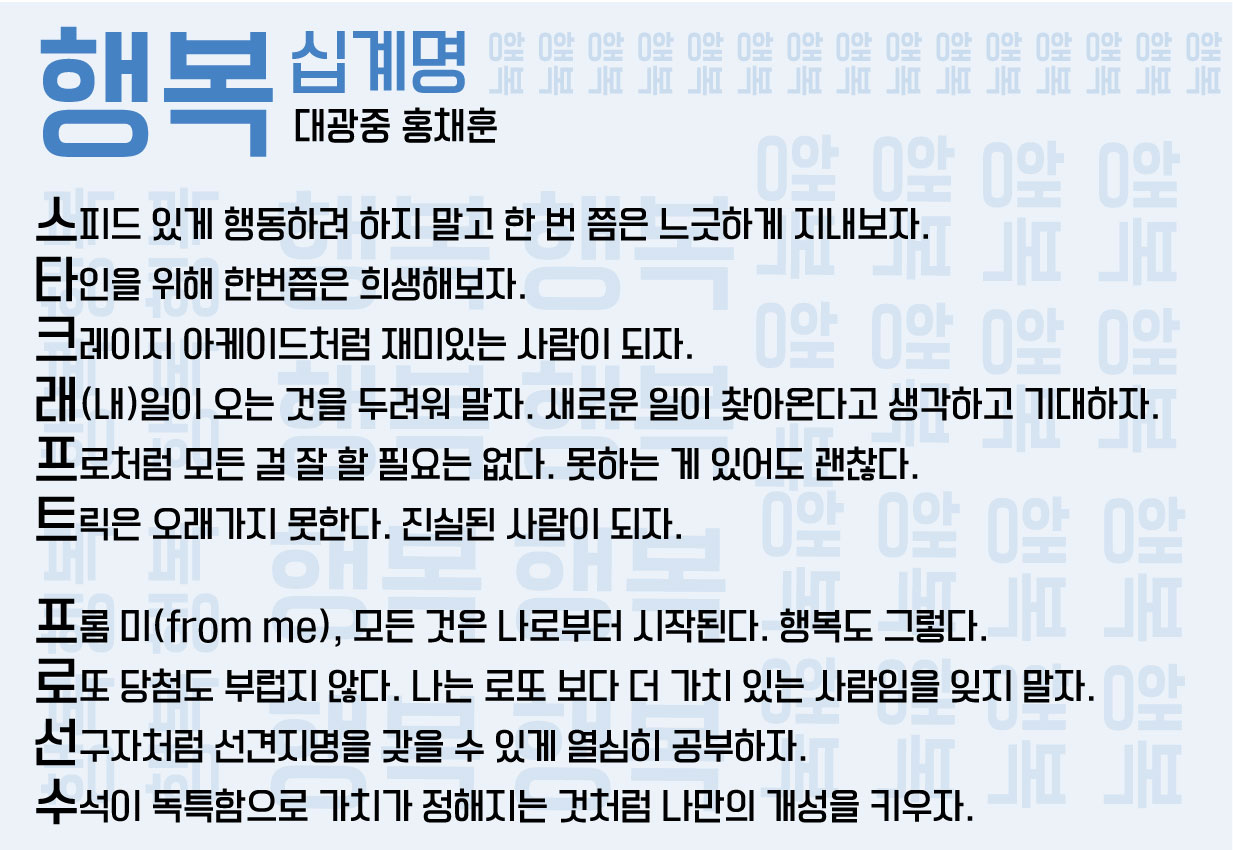 행복 십계명
대광중 홍채훈
스피드 있게 행동하려 하지 말고 한 번 쯤은 느긋하게 지내보자.
타인을 위해 한번쯤은 희생해보자.
크레이지 아케이드처럼 재미있는 사람이 되자.
래(내)일이 오는 것을 두려워 말자. 새로운 일이 찾아온다고 생각하고 기대하자.
프로처럼 모든 걸 잘 할 필요는 없다. 못하는 게 있어도 괜찮다.
트릭은 오래가지 못한다. 진실된 사람이 되자.
프롬 미(from me), 모든 것은 나로부터 시작된다. 행복도 그렇다.
로또 당첨도 부럽지 않다. 나는 로또 보다 더 가치 있는 사람임을 잊지 말자.
선구자처럼 선견지명을 갖을 수 있게 열심히 공부하자.
수석이 독특함으로 가치가 정해지는 것처럼 나만의 개성을 키우자.